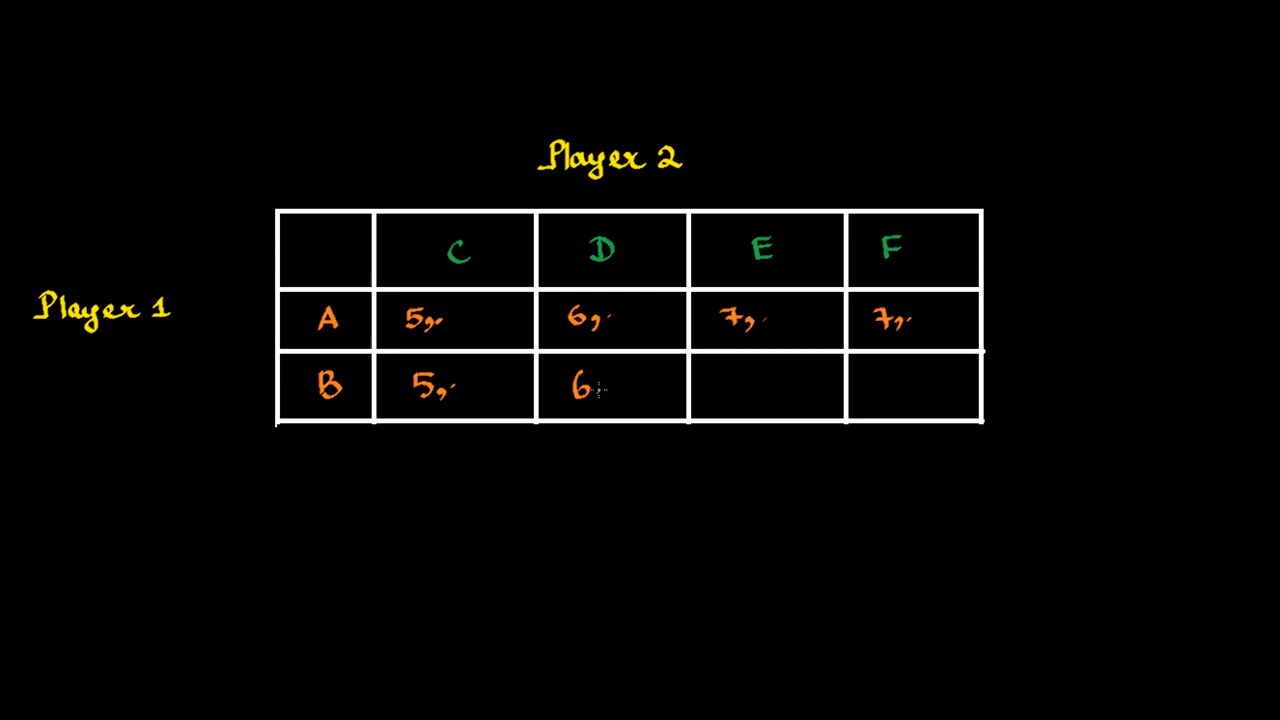 Player 2
C D E F
Player 1
A 5,. 6,. 7,. 7,.
B 5,. 6